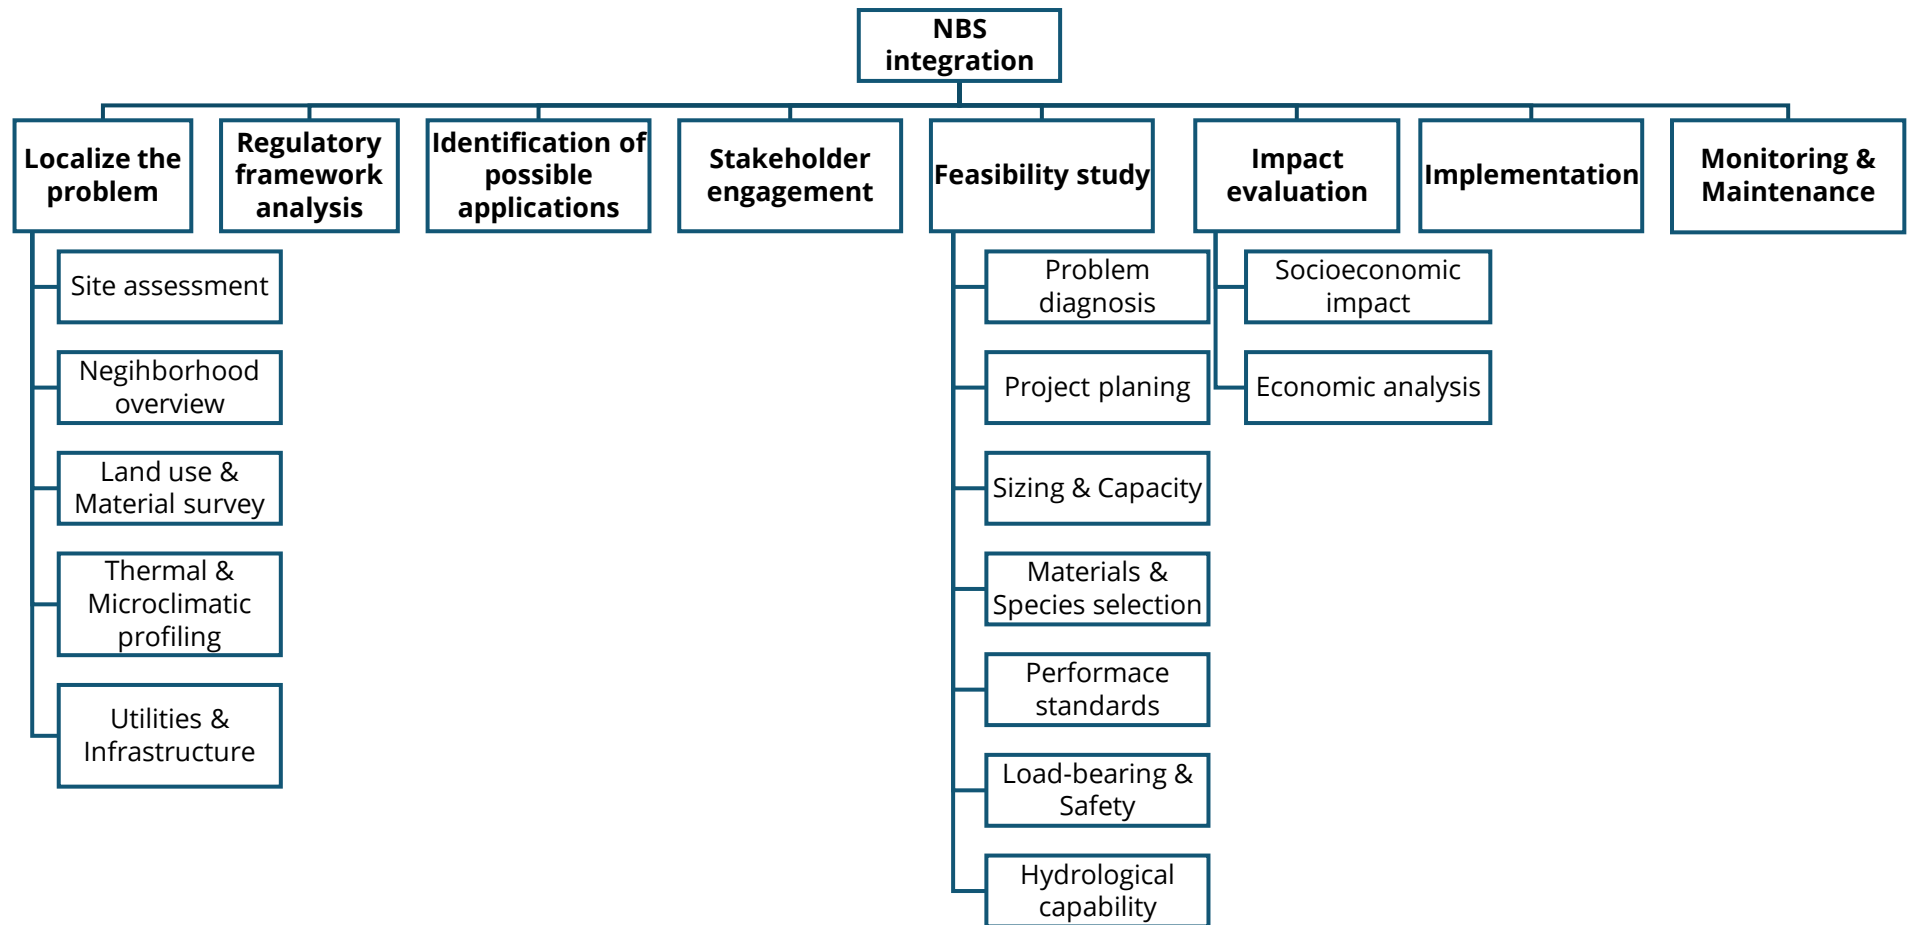 NBS
integration
Localize the
problem
Regulatory
framework
analysis
Identification of
possible
applications
Stakeholder
engagement
Feasibility study
Impact
evaluation
Implementation
Monitoring &
Maintenance
Site assessment
Negihborhood
overview
Land use &
Material survey
Thermal &
Microclimatic
profiling
Utilities &
Infrastructure
Problem
diagnosis
Project planing
Sizing & Capacity
Materials &
Species selection
Performace
standards
Load-bearing &
Safety
Hydrological
capability
Socioeconomic
impact
Economic analysis